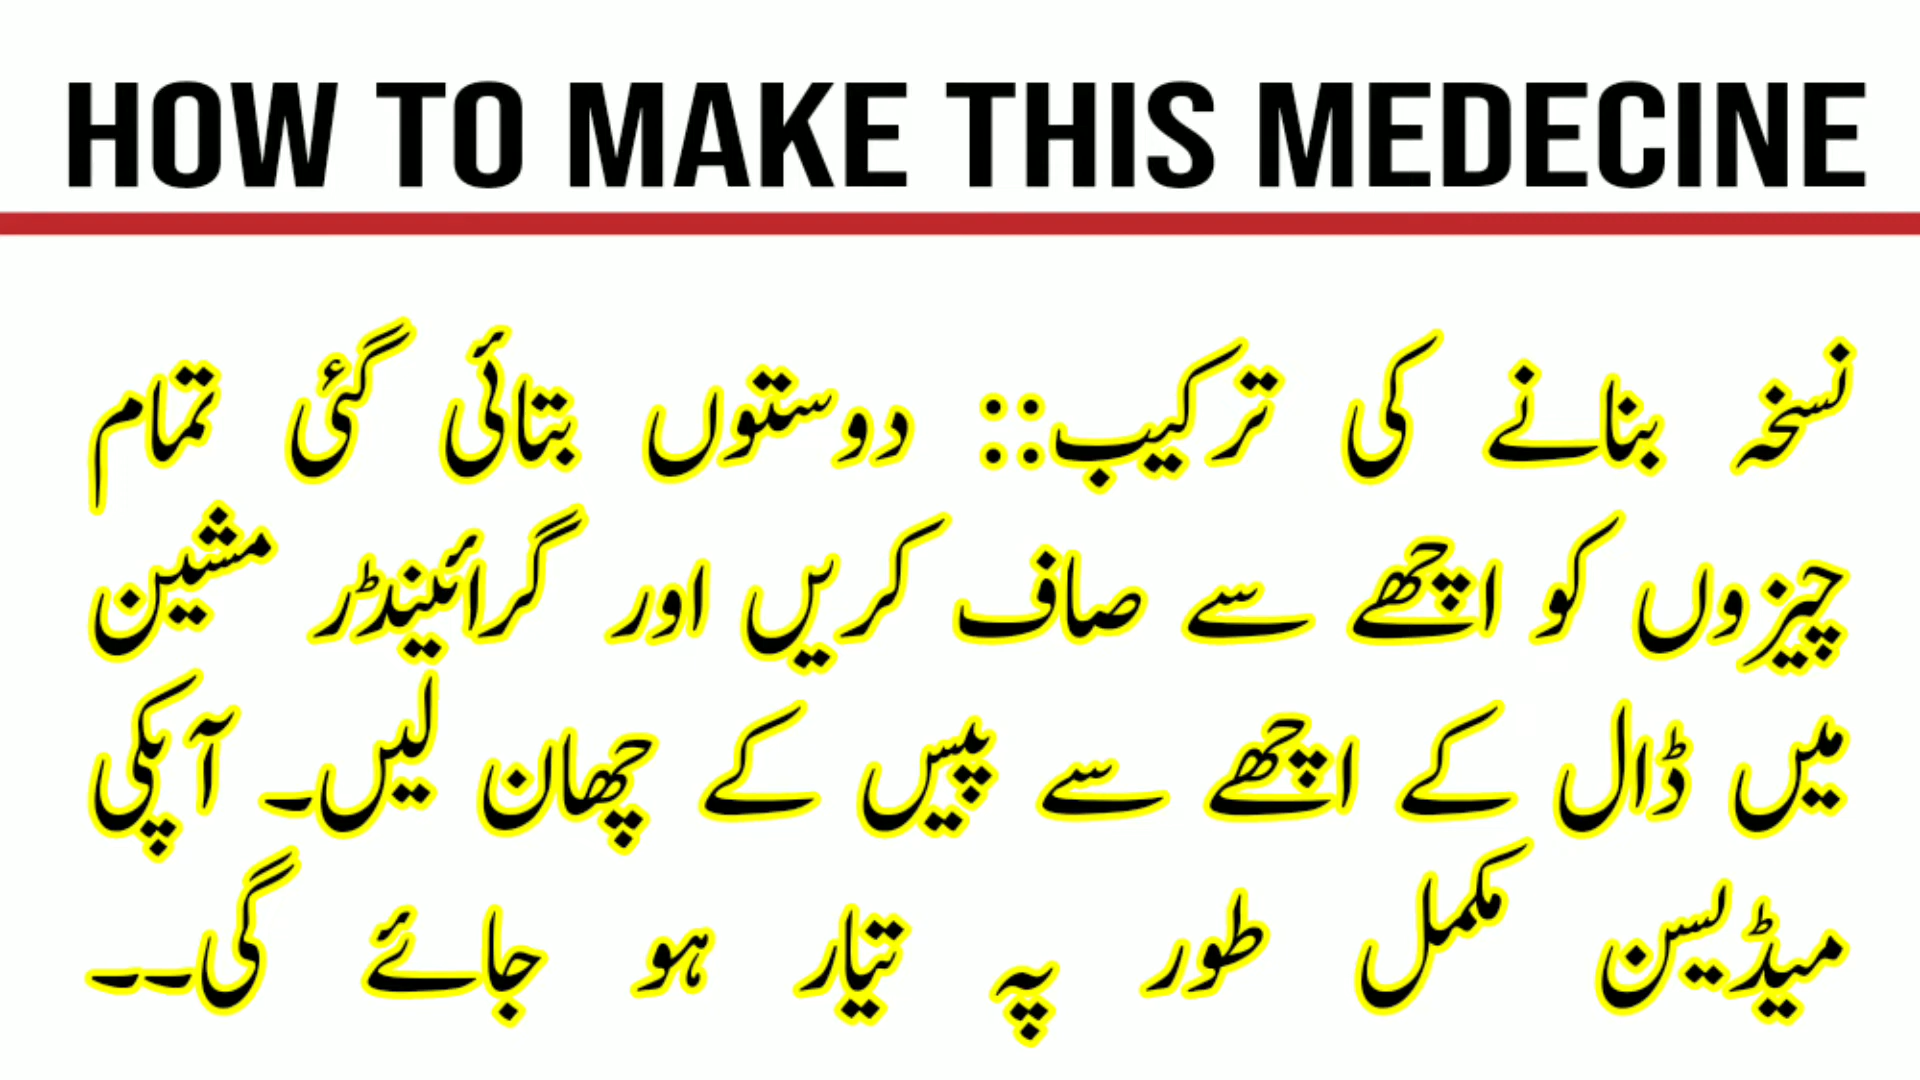 HOW TO MAKE THIS MEDECINE
نسخہ بنانے کی ترکیب:: دوستوں بتائی گئی تمام
چیزوں کو اچھے سے صاف کریں اور گرائینڈر مشین
میں ڈال کے اچھے سے پیس کے چھان لیں۔ آپکی
میڈیسن مکمل طور پہ تیار ہو جائے گی۔۔